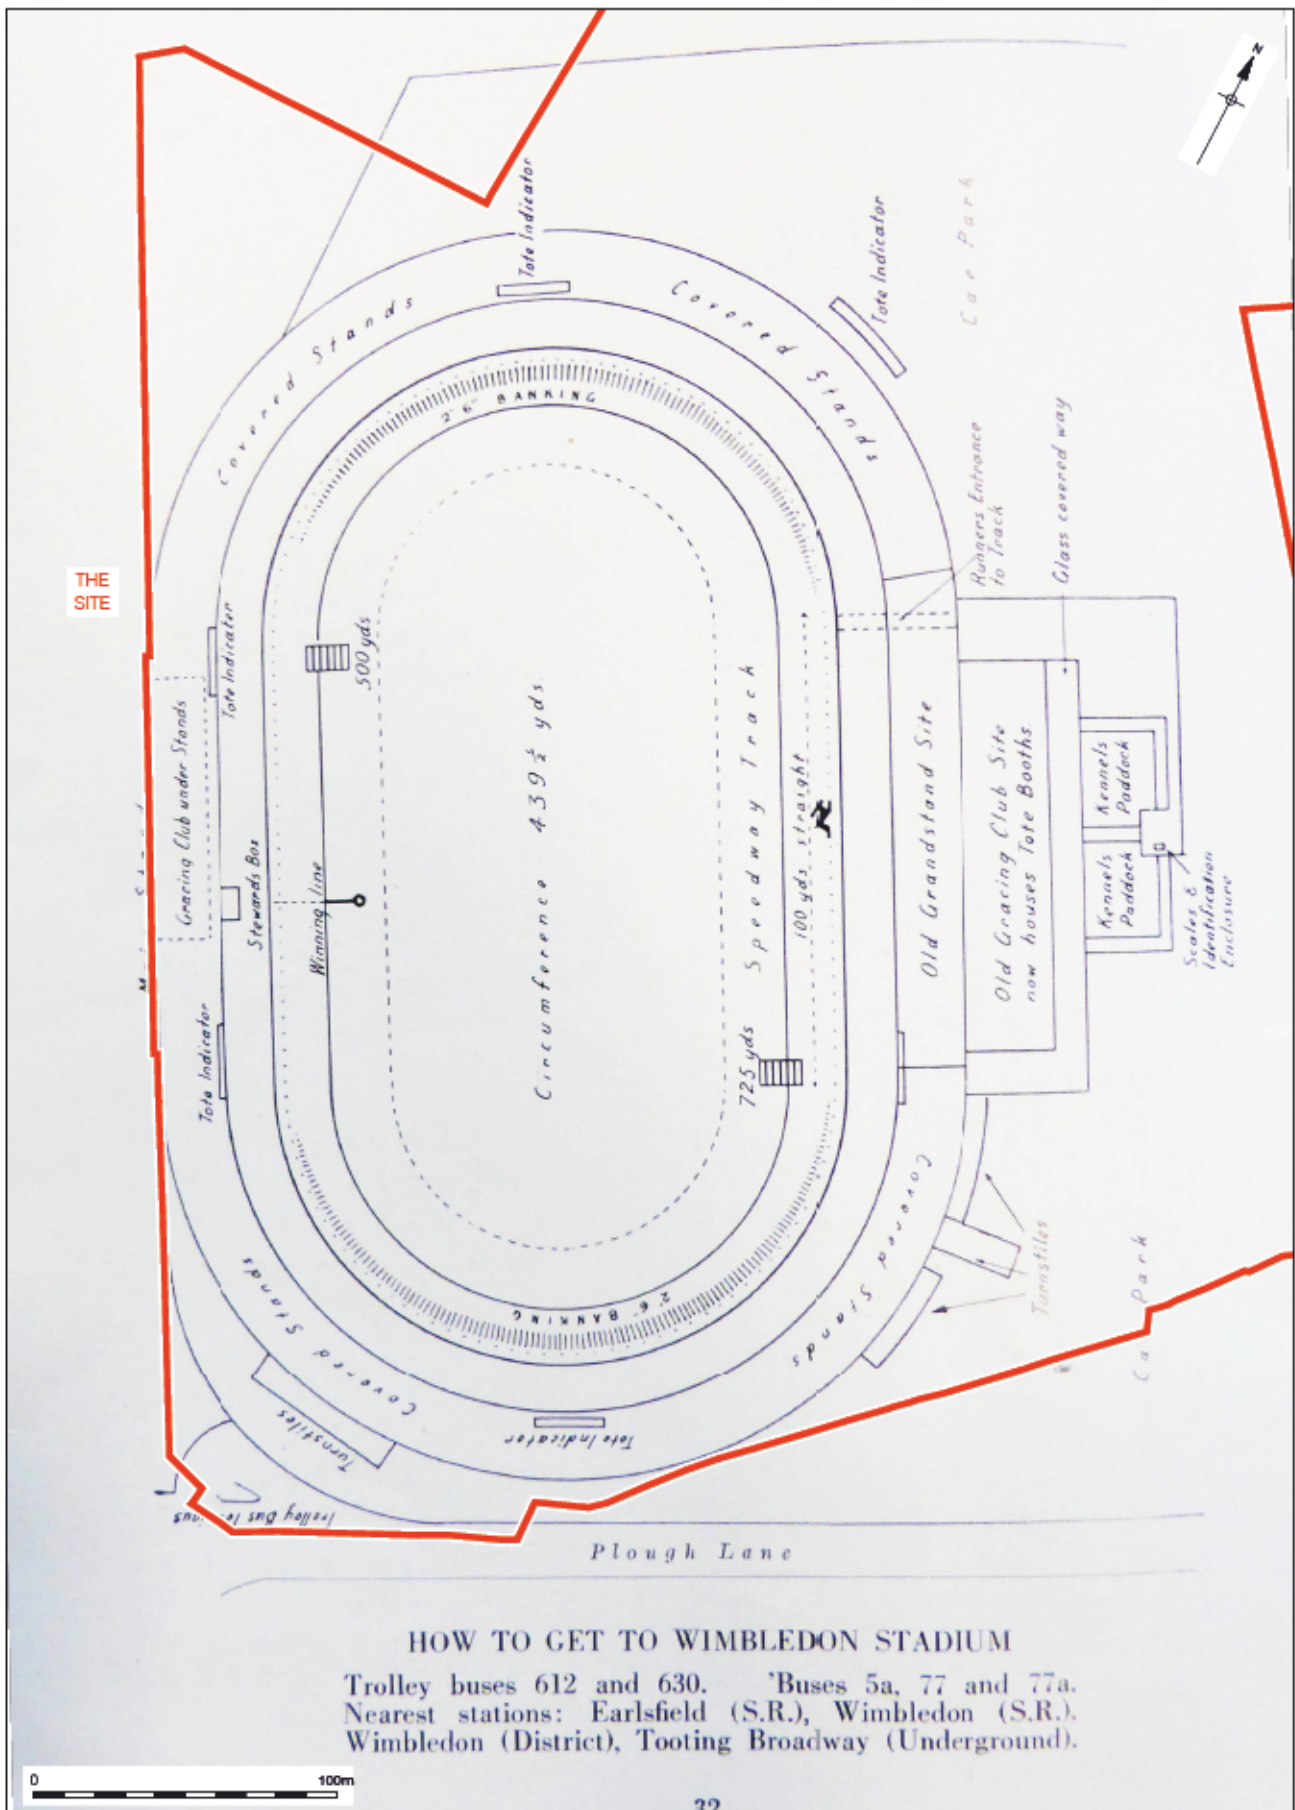 N
Tote Indicator
Tote Indicator
Car Park
Covered Stands
Covered Stands
2'6" BANKING
Runners Entrance
to Track
Glass covered way
THE
SITE
Tote Indicater
500 yds
Gracing Club under Stands
Stewards Box
Winning line
Circumference 439½ yds.
Speedway Track
100 yds straight
Old Grandstand Site
Old Gracing Club Site
now houses Tote Booths
Kennels
Paddock
Kennels
Paddock
Scales &
Identification
Enclosure
Tote Indicator
725 yds
Covered Stands
Covered Stands
2'6" BANKING
Turnstiles
Car Park
Turnstiles
Tote Indicator
Trolley Bus
Plough Lane
HOW TO GET TO WIMBLEDON STADIUM
Trolley buses 612 and 630. 'Buses 5a, 77 and 77a.
Nearest stations: Earlsfield (S.R.), Wimbledon (S.R.).
Wimbledon (District), Tooting Broadway (Underground).
0 100m
32